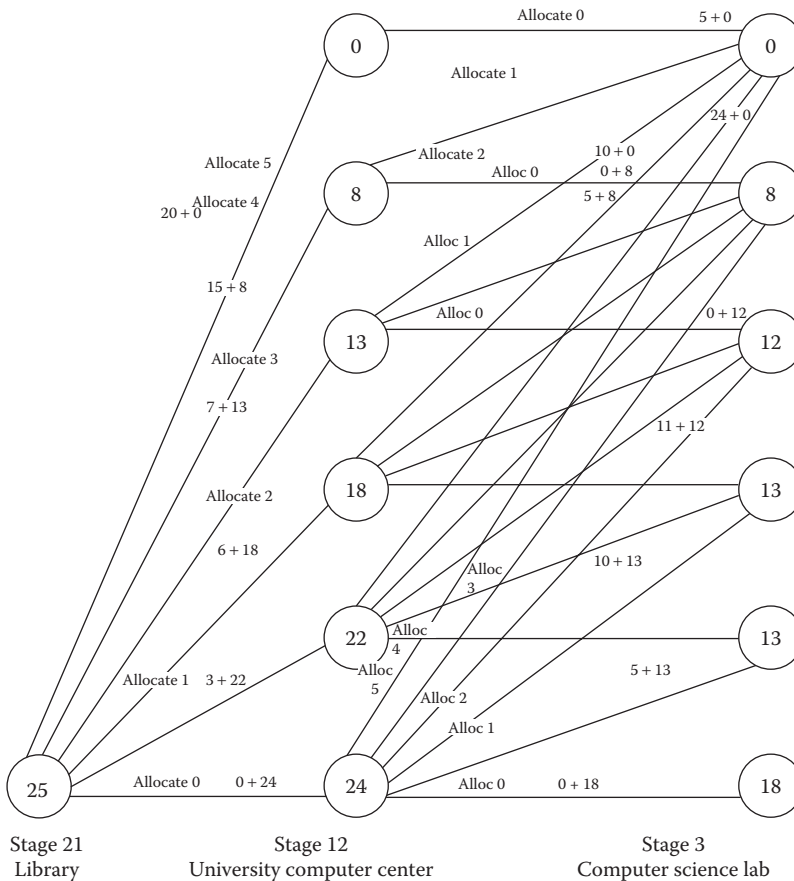 Allocate 0
5 + 0
0
0
Allocate 1
24 + 0
Allocate 5
Allocate 2
10 + 0
Alloc 0
0 + 8
8
8
Allocate 4
20 + 0
5 + 8
Alloc 1
15 + 8
Alloc 0
0 + 12
13
12
Allocate 3
7 + 13
11 + 12
Allocate 2
18
13
6 + 18
Alloc
3
10 + 13
22
Alloc
4
13
Alloc
5
5 + 13
Allocate 1
3 + 22
Alloc 2
Alloc 1
25
Allocate 0
0 + 24
24
Alloc 0
0 + 18
18
Stage 21
Library
Stage 12
University computer center
Stage 3
Computer science lab